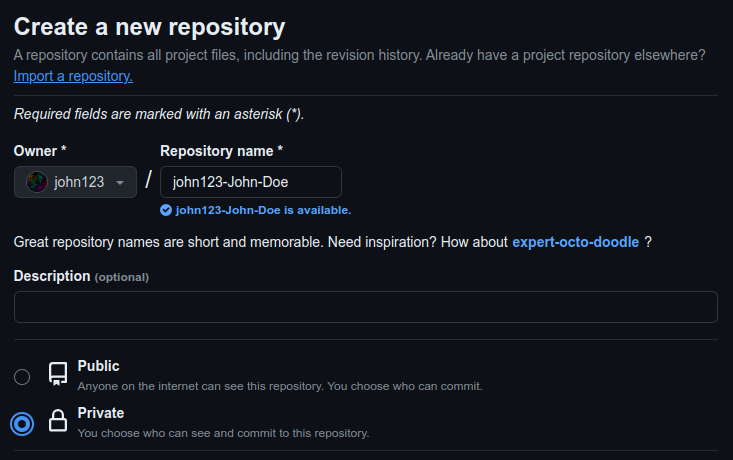 Create a new repository
A repository contains all project files, including the revision history. Already have a project repository elsewhere?
Import a repository.
Required fields are marked with an asterisk (*).
Owner * Repository name *
john123 / john123-John-Doe
john123-John-Doe is available.
Great repository names are short and memorable. Need inspiration? How about expert-octo-doodle ?
Description (optional)
Public
Anyone on the internet can see this repository. You choose who can commit.
Private
You choose who can see and commit to this repository.